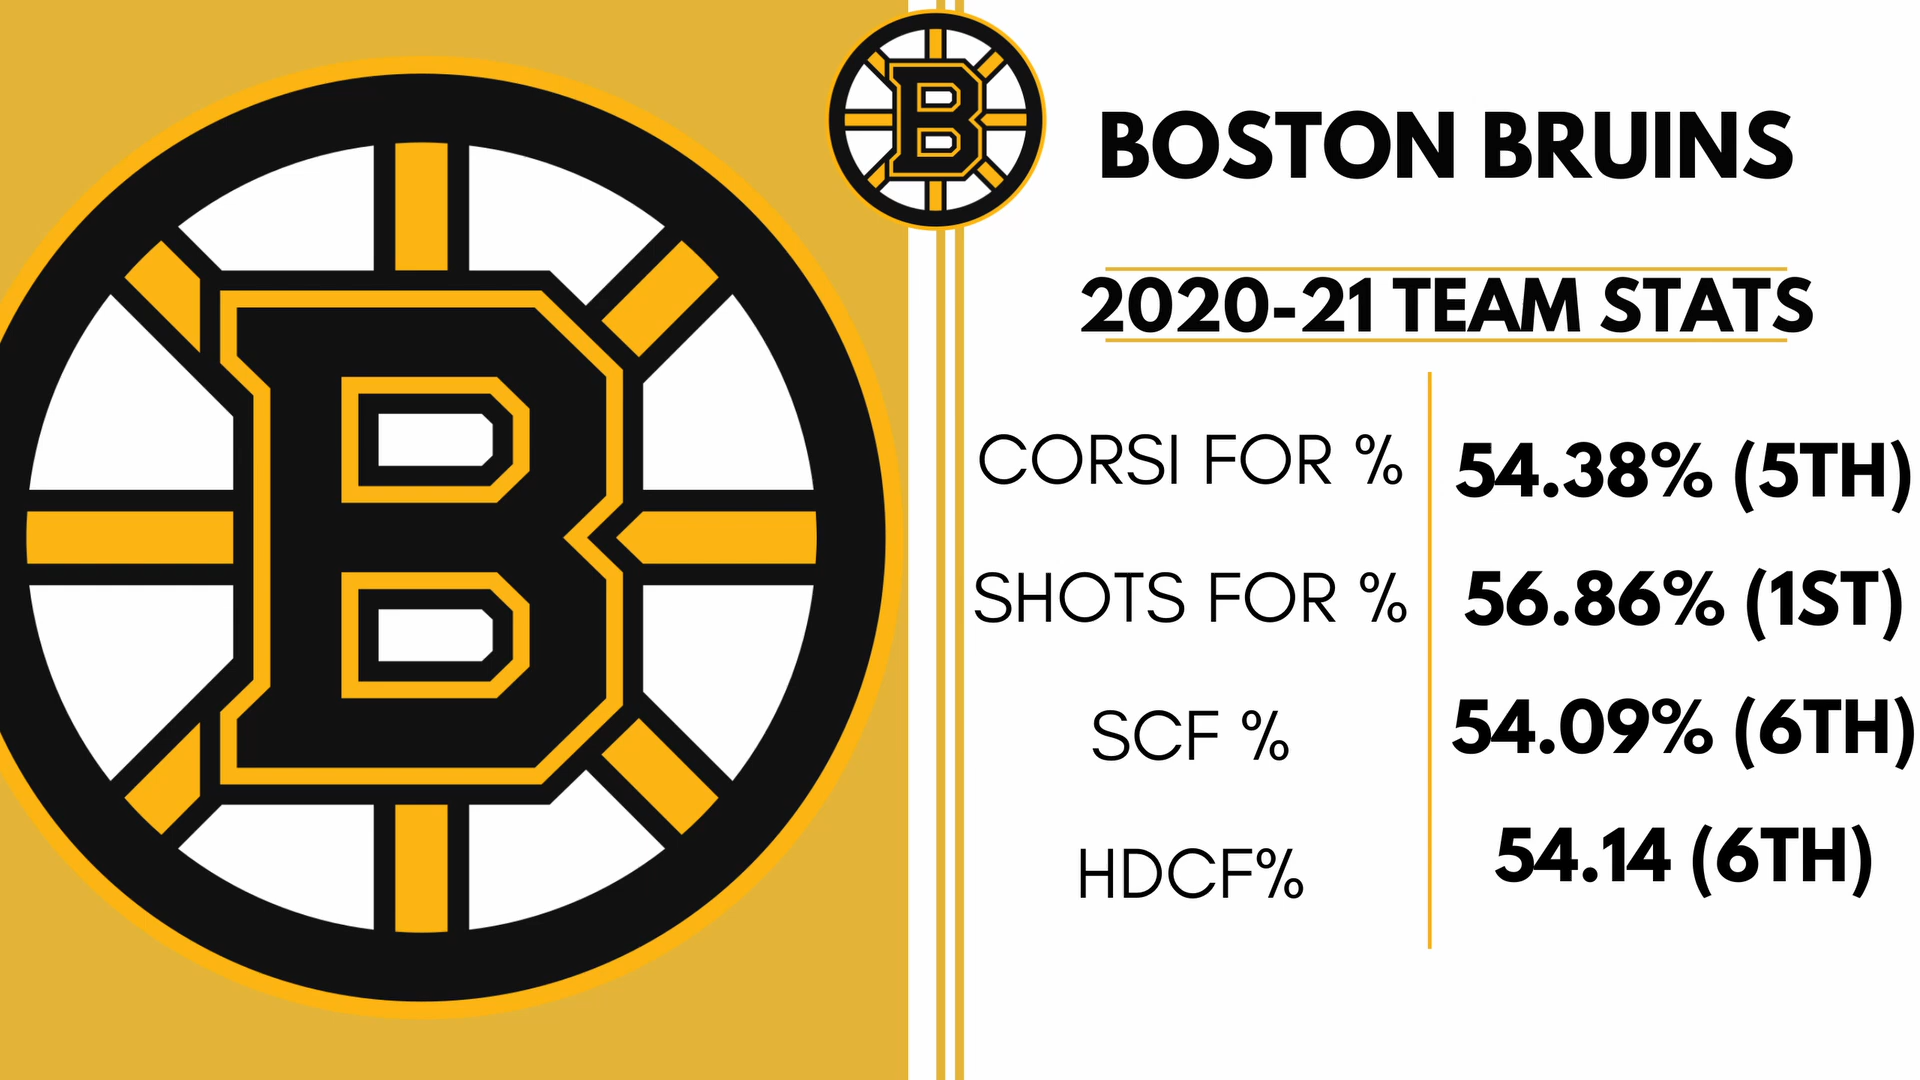 B
B
BOSTON BRUINS
2020-21 TEAM STATS
CORSI FOR % 54.38% (5TH)
SHOTS FOR % 56.86% (1ST)
SCF % 54.09% (6TH)
HDCF% 54.14 (6TH)